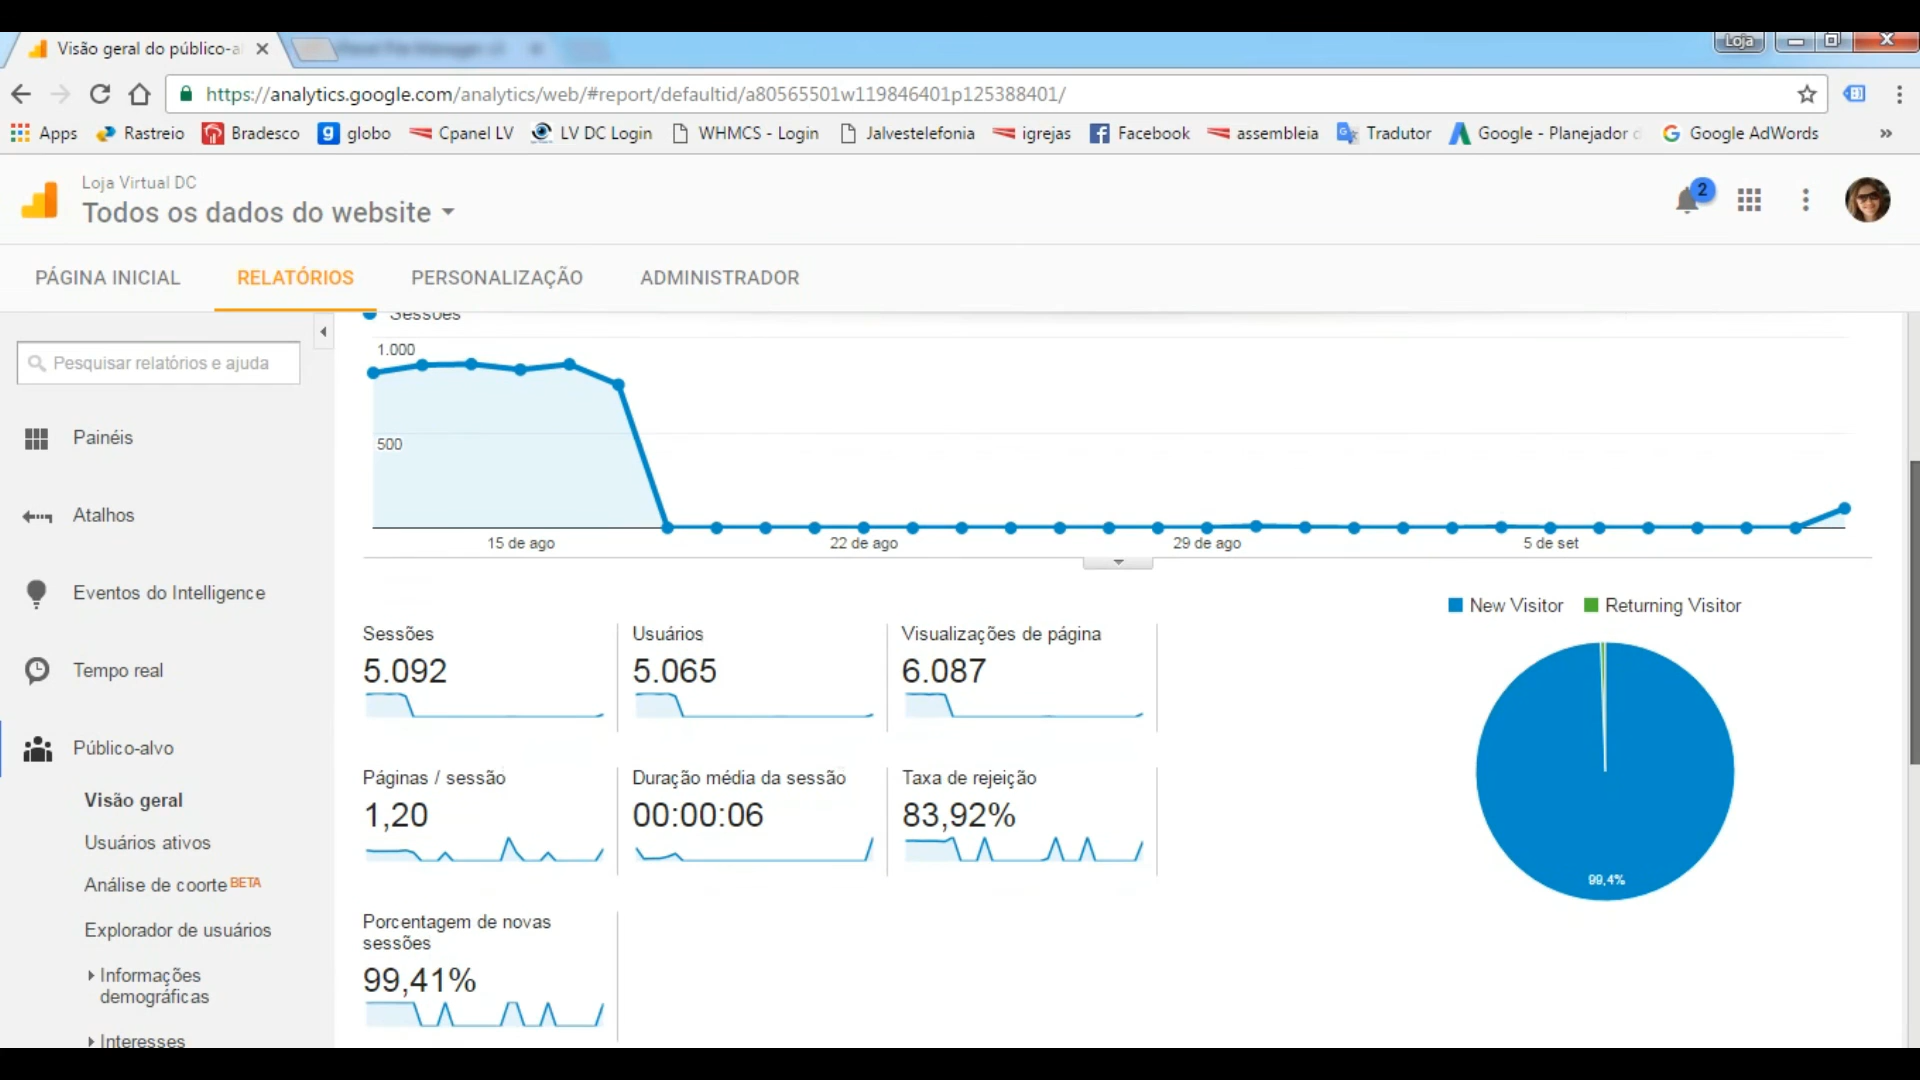 Visão geral do público-a
Loja
https://analytics.google.com/analytics/web/#report/defaultid/a80565501w119846401p125388401/
Apps Rastreio Bradesco globo Cpanel LV LV DC Login WHMCS - Login Jalvestelefonia igrejas Facebook assembleia Tradutor Google - Planejador Google AdWords »
Loja Virtual DC
Todos os dados do website
2
PÁGINA INICIAL RELATÓRIOS PERSONALIZAÇÃO ADMINISTRADOR
Pesquisar relatórios e ajuda
Painéis
Atalhos
Eventos do Intelligence
Tempo real
Público-alvo
Visão geral
Usuários ativos
Análise de coorte BETA
Explorador de usuários
Informações
demográficas
Interesses
Sessões
1.000
500
15 de ago 22 de ago 29 de ago 5 de set
New Visitor Returning Visitor
Sessões
5.092
Usuários
5.065
Visualizações de página
6.087
Páginas / sessão
1,20
Duração média da sessão
00:00:06
Taxa de rejeição
83,92%
Porcentagem de novas
sessões
99,41%
99,4%